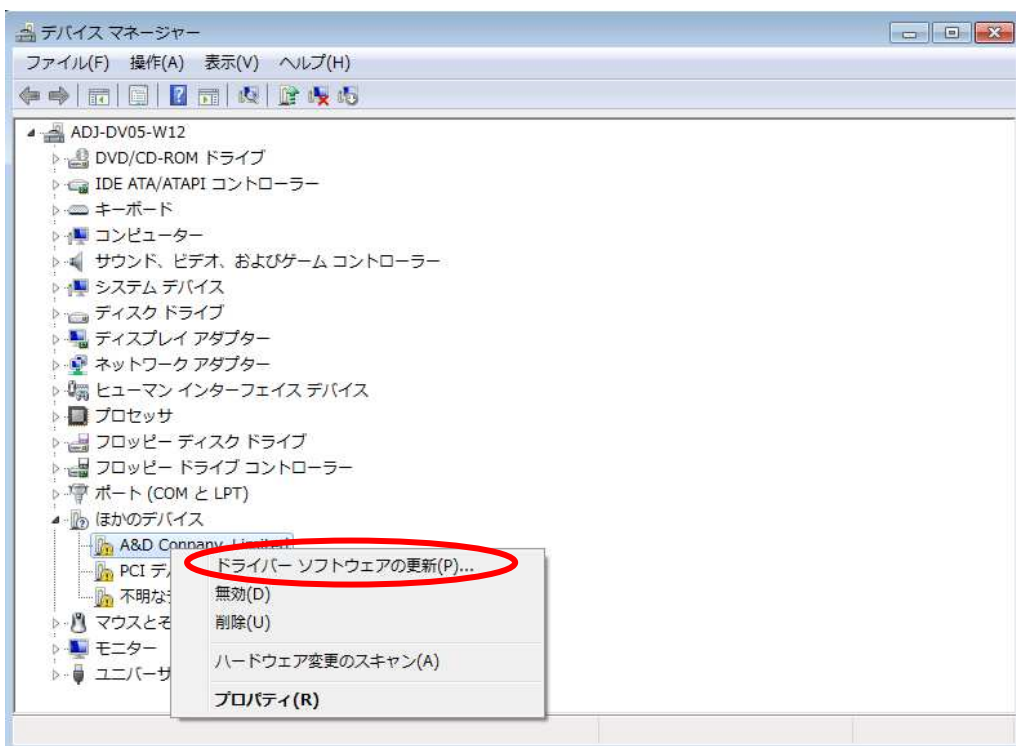 デバイス マネージャー
ファイル(F) 操作(A) 表示(V) ヘルプ(H)
ADJ-DV05-W12
DVD/CD-ROM ドライブ
IDE ATA/ATAPI コントローラー
キーボード
コンピューター
サウンド、ビデオ、およびゲーム コントローラー
システム デバイス
ディスク ドライブ
ディスプレイ アダプター
ネットワーク アダプター
ヒューマン インターフェイス デバイス
プロセッサ
フロッピー ディスク ドライブ
フロッピー ドライブ コントローラー
ポート (COM と LPT)
ほかのデバイス
A&D Conpany, Limited
ドライバー ソフトウェアの更新(P)...
PCI デ
無効(D)
不明な
削除(U)
マウスとそ
モニター
ハードウェア変更のスキャン(A)
ユニバーサ
プロパティ(R)